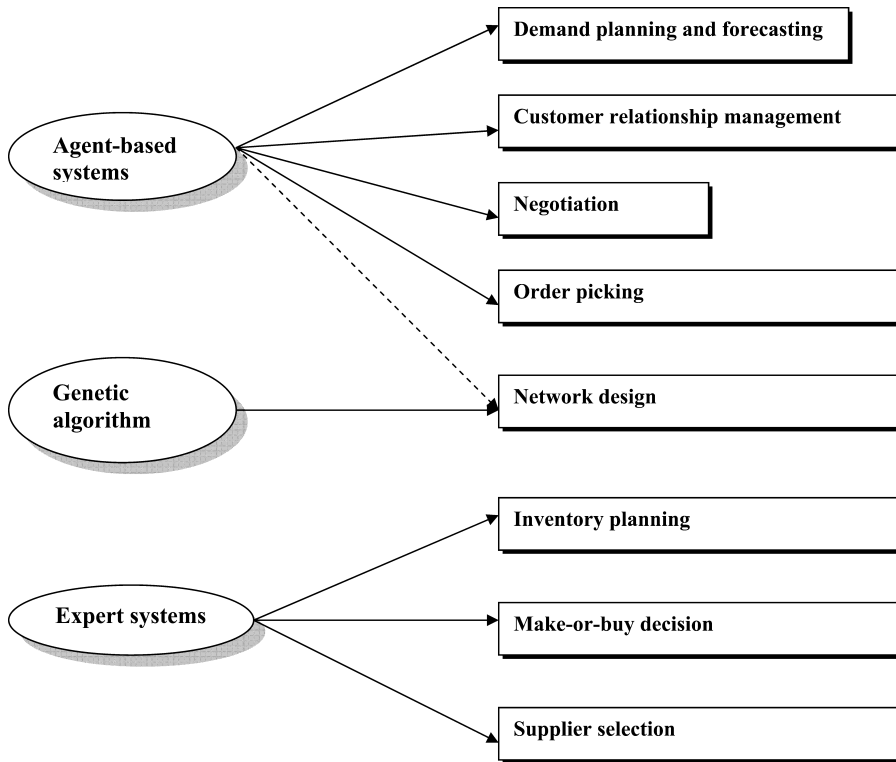 Demand planning and forecasting
Customer relationship management
Agent-based
systems
Negotiation
Order picking
Genetic
algorithm
Network design
Inventory planning
Expert systems
Make-or-buy decision
Supplier selection